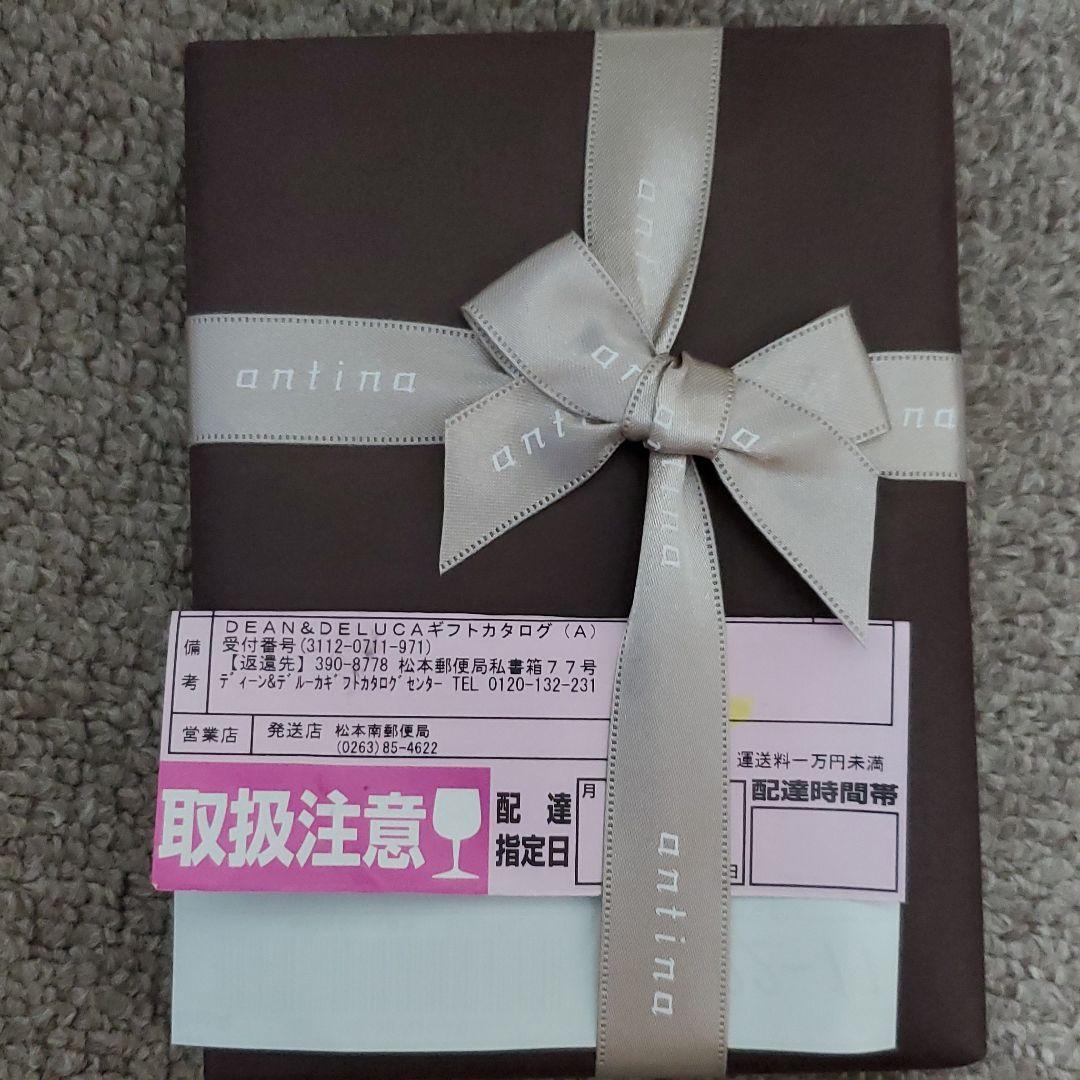 anti
antina
an
a
na
anti
a
ina
備考
DEAN&DELUCAギフトカタログ(A)
受付番号(3112-0711-971)
【返還先】390-8778 松本郵便局私書箱77号
ディーン&デルーカギフトカタログセンター TEL 0120-132-231
営業店
発送店 松本南郵便局
(0263)85-4622
運送料一万円未満
取扱注意
配達
指定日
月
日
配達時間帯
antina